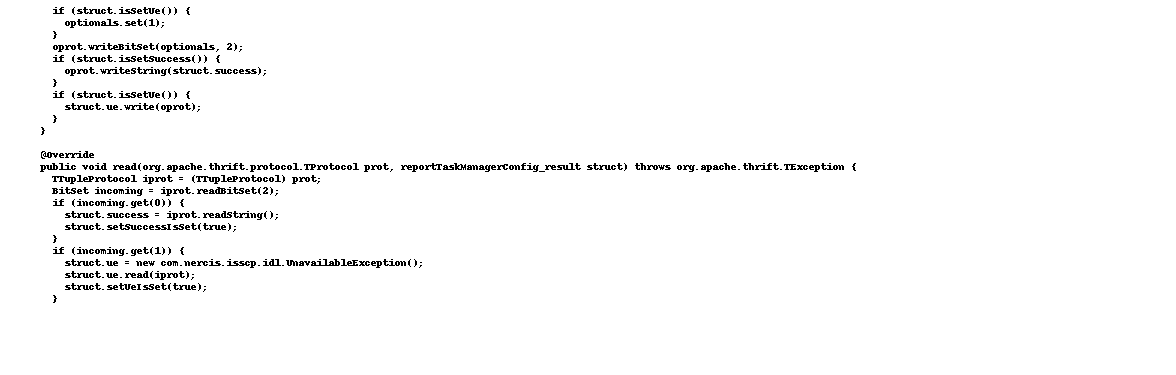 if (struct.isSetUe()) {
optionals.set(1);
}
oprot.writeBitSet(optionals, 2);
if (struct.isSetSuccess()) {
oprot.writeString(struct.success);
}
if (struct.isSetUe()) {
struct.ue.write(oprot);
}
}
@Override
public void read(org.apache.thrift.protocol.TProtocol prot, reportTaskManagerConfig_result struct) throws org.apache.thrift.TException {
TTupleProtocol iprot = (TTupleProtocol) prot;
BitSet incoming = iprot.readBitSet(2);
if (incoming.get(0)) {
struct.success = iprot.readString();
struct.setSuccessIsSet(true);
}
if (incoming.get(1)) {
struct.ue = new com.nercis.isscp.idl.UnavailableException();
struct.ue.read(iprot);
struct.setUeIsSet(true);
}